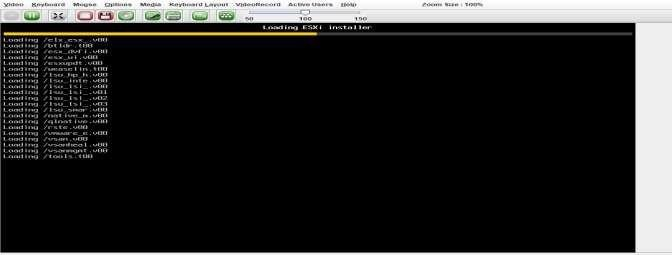 Video Keyboard Mouse Options Media Keyboard Layout VideoRecord Active Users Help Zoom Size : 100%
50 100 150
Loading ESXi installer
Loading /elx_esx_.v00
Loading /btldr.t00
Loading /esx_dvfi.v00
Loading /esx_ui.v00
Loading /esxupdt.v00
Loading /weaselin.t00
Loading /lsu_hp_h.v00
Loading /lsu_inte.v00
Loading /lsu_lsi_.v00
Loading /lsu_lsi_.v01
Loading /lsu_lsi_.v02
Loading /lsu_lsi_.v03
Loading /lsu_smar.v00
Loading /native_m.v00
Loading /qlnative.v00
Loading /rste.v00
Loading /vmware_e.v00
Loading /vsan.v00
Loading /vsanheal.v00
Loading /vsanmgmt.v00
Loading /tools.t00